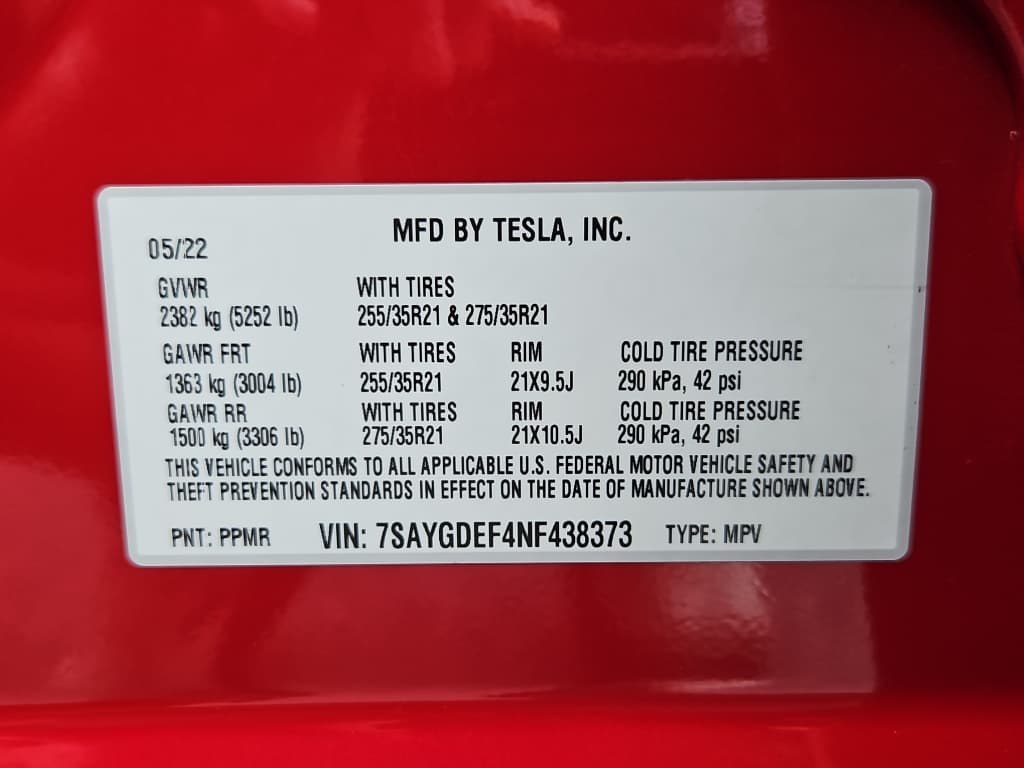 MFD BY TESLA, INC.
05/22
GVWR WITH TIRES
2382 kg (5252 lb) 255/35R21 & 275/35R21
GAWR FRT WITH TIRES RIM COLD TIRE PRESSURE
1363 kg (3004 lb) 255/35R21 21X9.5J 290 kPa, 42 psi
GAWR RR WITH TIRES RIM COLD TIRE PRESSURE
1500 kg (3306 lb) 275/35R21 21X10.5J 290 kPa, 42 psi
THIS VEHICLE CONFORMS TO ALL APPLICABLE U.S. FEDERAL MOTOR VEHICLE SAFETY AND
THEFT PREVENTION STANDARDS IN EFFECT ON THE DATE OF MANUFACTURE SHOWN ABOVE.
PNT: PPMR VIN: 7SAYGDEF4NF438373 TYPE: MPV